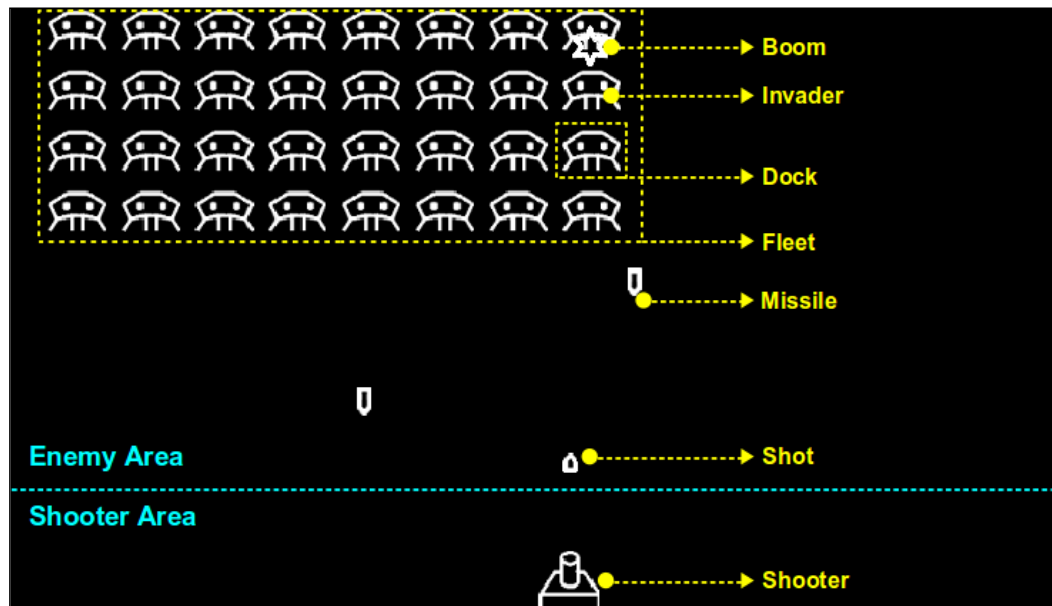 Boom
Invader
Dock
Fleet
Missile
Enemy Area
Shot
Shooter Area
Shooter